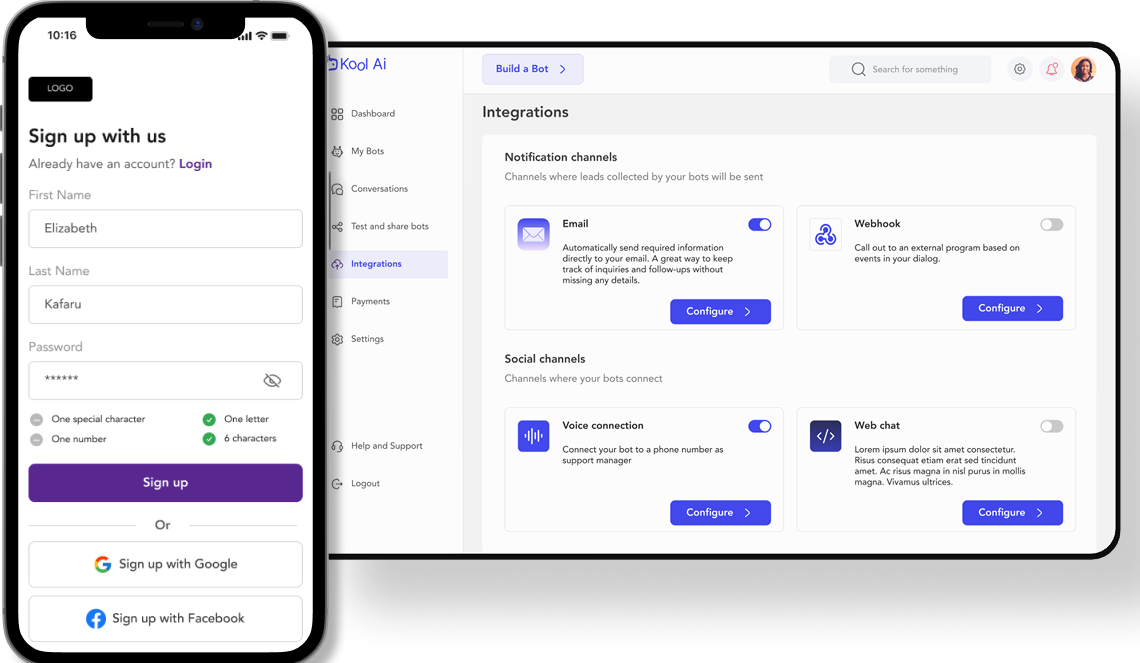 10:16
LOGO
Sign up with us
Already have an account? Login
First Name
Elizabeth
Last Name
Kafaru
Password
******
One special character
One letter
One number
6 characters
Sign up
Or
Sign up with Google
Sign up with Facebook
Kool Ai
Dashboard
My Bots
Conversations
Test and share bots
Integrations
Payments
Settings
Help and Support
Logout
Build a Bot
Search for something
Integrations
Notification channels
Channels where leads collected by your bots will be sent
Email
Automatically send required information
directly to your email. A great way to keep
track of inquiries and follow-ups without
missing any details.
Configure
Webhook
Call out to an external program based on
events in your dialog.
Configure
Social channels
Channels where your bots connect
Voice connection
Connect your bot to a phone number as
support manager
Configure
Web chat
Lorem ipsum dolor sit amet consectetur.
Risus consequat etiam erat sed tincidunt
amet. Ac risus magna in nisl purus in mollis
magna. Vivamus ultrices.
Configure